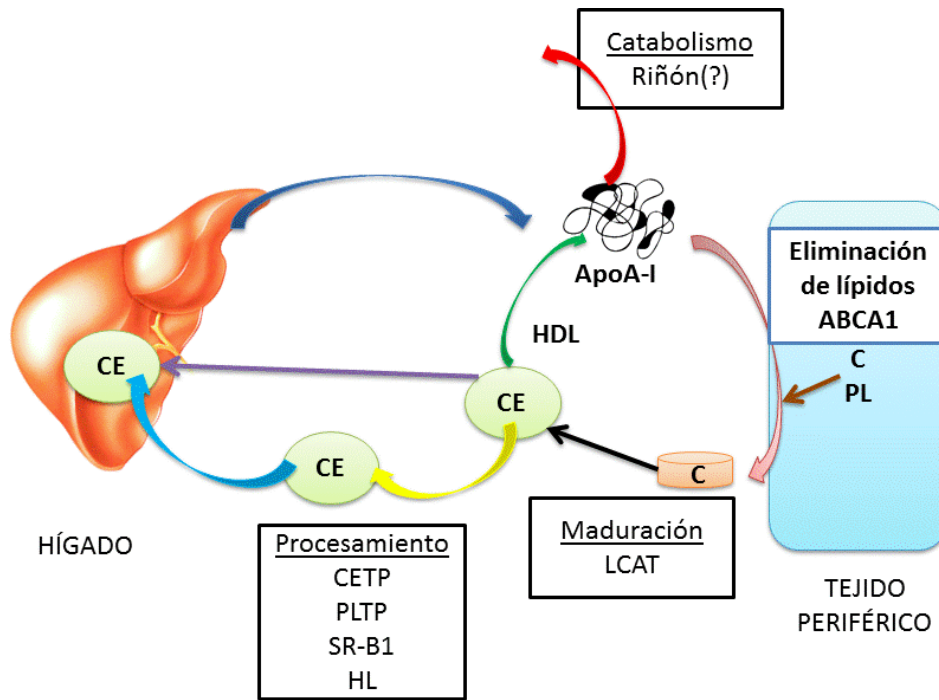 Catabolismo
Riñón(?)
ApoA-I
Eliminación
de lípidos
ABCA1
C
PL
HDL
CE
CE
CE
C
HÍGADO
Procesamiento
CETP
PLTP
SR-B1
HL
Maduración
LCAT
TEJIDO
PERIFÉRICO